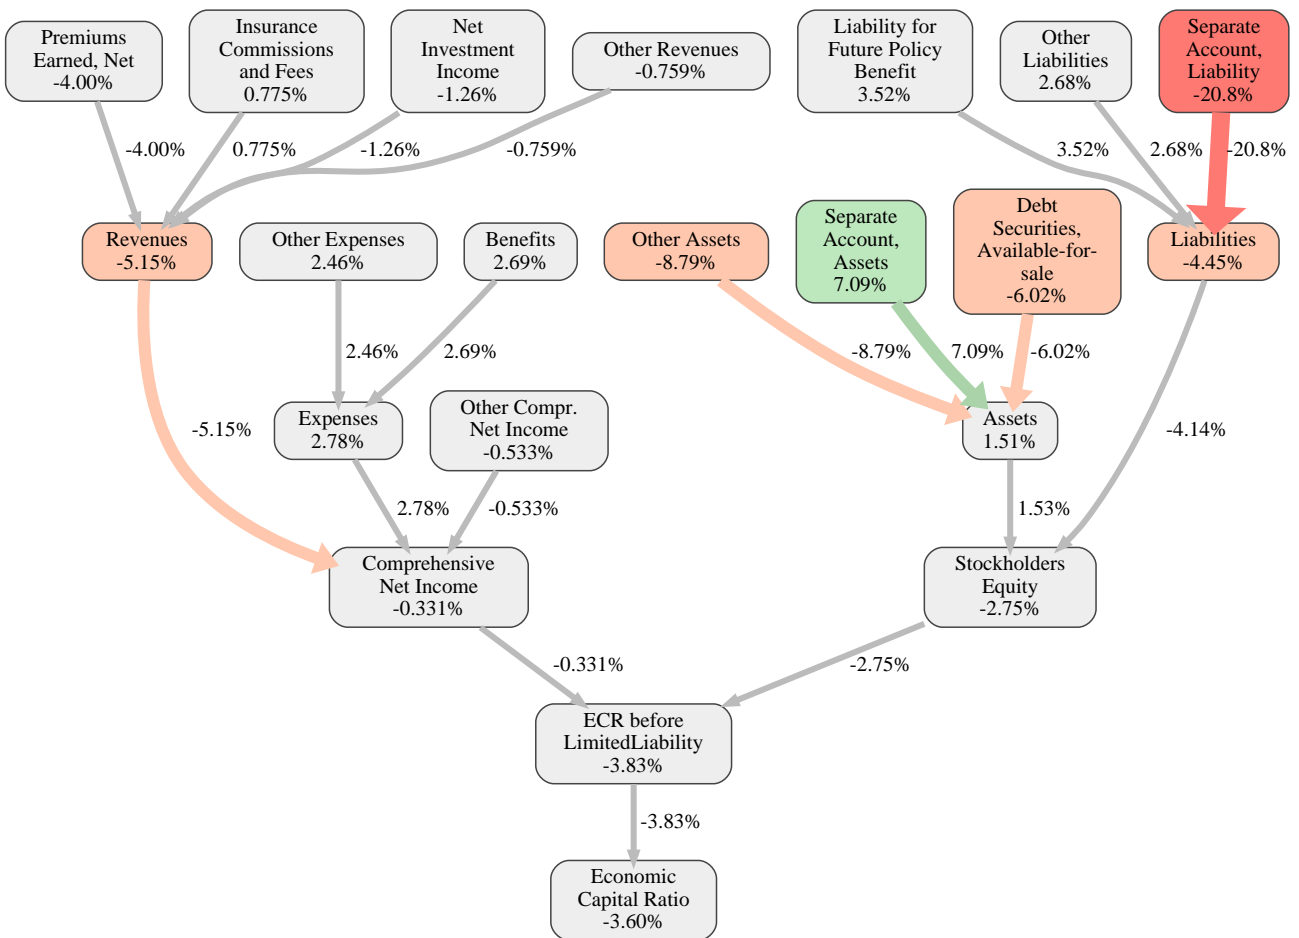 Premiums
Earned, Net
-4.00%
Insurance
Commissions
and Fees
0.775%
Net
Investment
Income
-1.26%
Other Revenues
-0.759%
Liability for
Future Policy
Benefit
3.52%
Other
Liabilities
2.68%
Separate
Account,
Liability
-20.8%
-4.00%
0.775%
-1.26%
-0.759%
3.52%
2.68%
-20.8%
Revenues
-5.15%
Other Expenses
2.46%
Benefits
2.69%
Other Assets
-8.79%
Separate
Account,
Assets
7.09%
Debt
Securities,
Available-for-
sale
-6.02%
Liabilities
-4.45%
2.46%
2.69%
-8.79%
7.09%
-6.02%
-5.15%
Expenses
2.78%
Other Compr.
Net Income
-0.533%
Assets
1.51%
-4.14%
2.78%
-0.533%
1.53%
Comprehensive
Net Income
-0.331%
Stockholders
Equity
-2.75%
-0.331%
-2.75%
ECR before
LimitedLiability
-3.83%
-3.83%
Economic
Capital Ratio
-3.60%